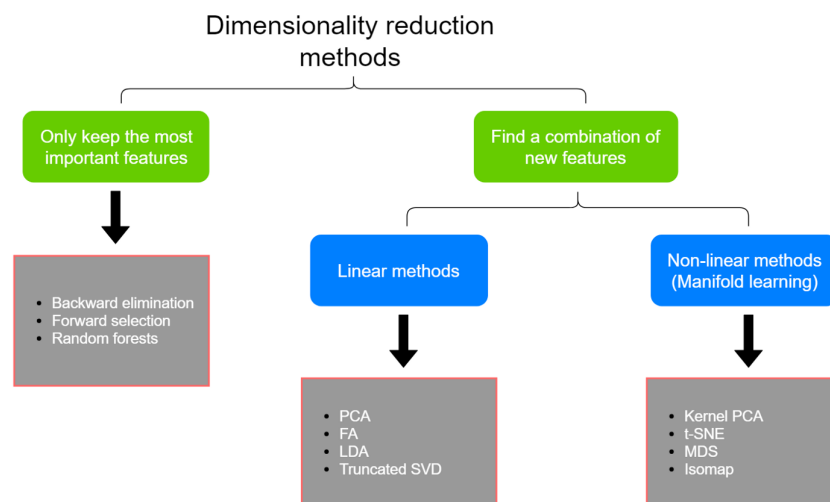 Dimensionality reduction
methods
Only keep the most
important features
Find a combination of
new features
Linear methods
Non-linear methods
(Manifold learning)
• Backward elimination
• Forward selection
• Random forests
• PCA
• FA
• LDA
• Truncated SVD
• Kernel PCA
• t-SNE
• MDS
• Isomap